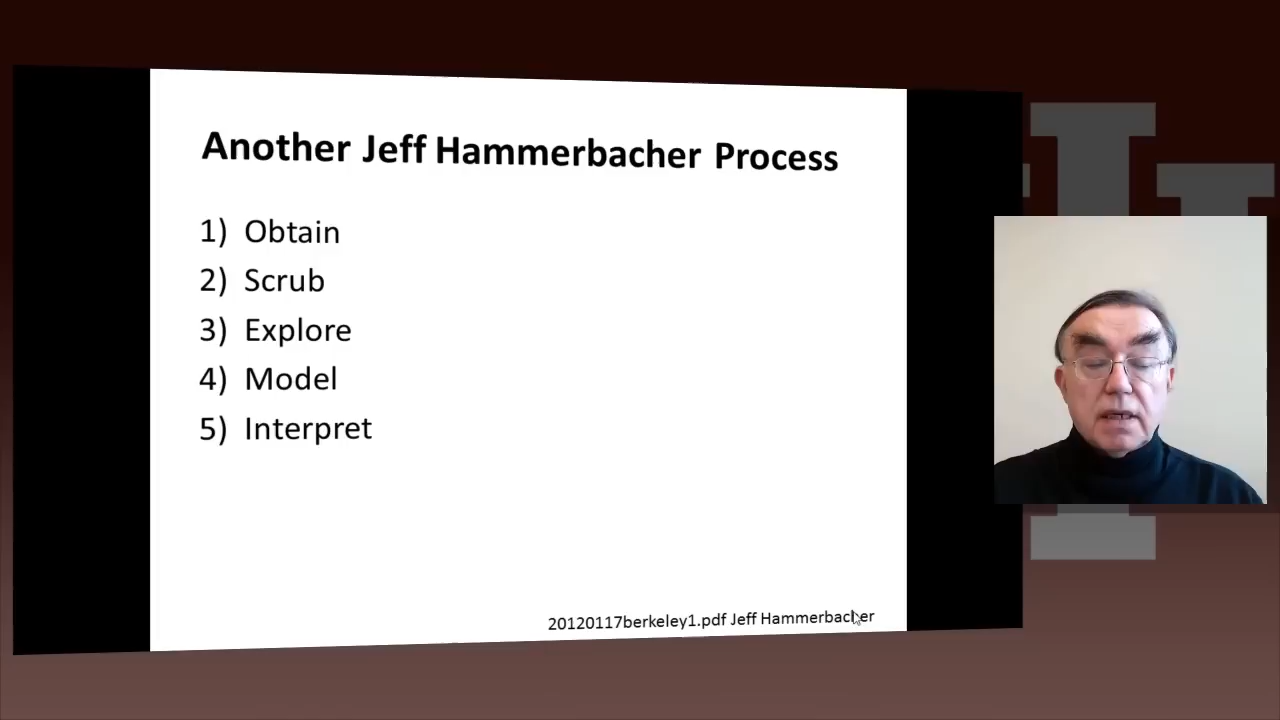 Another Jeff Hammerbacher Process
1) Obtain
2) Scrub
3) Explore
4) Model
5) Interpret
20120117berkeley1.pdf Jeff Hammerbacher